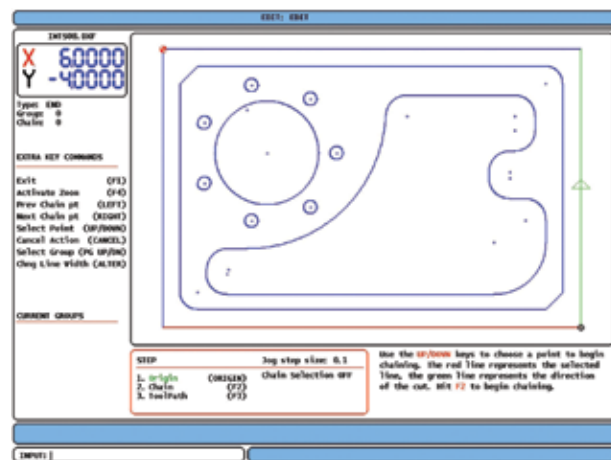 EDIT: EDIT
INT500.DXF
X 6.0000
Y -4.0000
Type: END
Group: 0
Chain: 0
EXTRA KEY COMMANDS
Exit (F1)
Activate Zoom (F4)
Prev Chain pt (LEFT)
Next Chain pt (RIGHT)
Select Point (UP/DOWN)
Cancel Action (CANCEL)
Select Group (PG UP/DN)
Chng Line Width (ALTER)
CURRENT GROUPS
STEP Jog step size: 0.1
1. Origin (ORIGIN) Chain Selection OFF
2. Chain (F2)
3. ToolPath (F3)
Use the UP/DOWN keys to choose a point to begin
chaining. The red line represents the selected
line, the green line represents the direction
of the cut. Hit F2 to begin chaining.
INPUT: